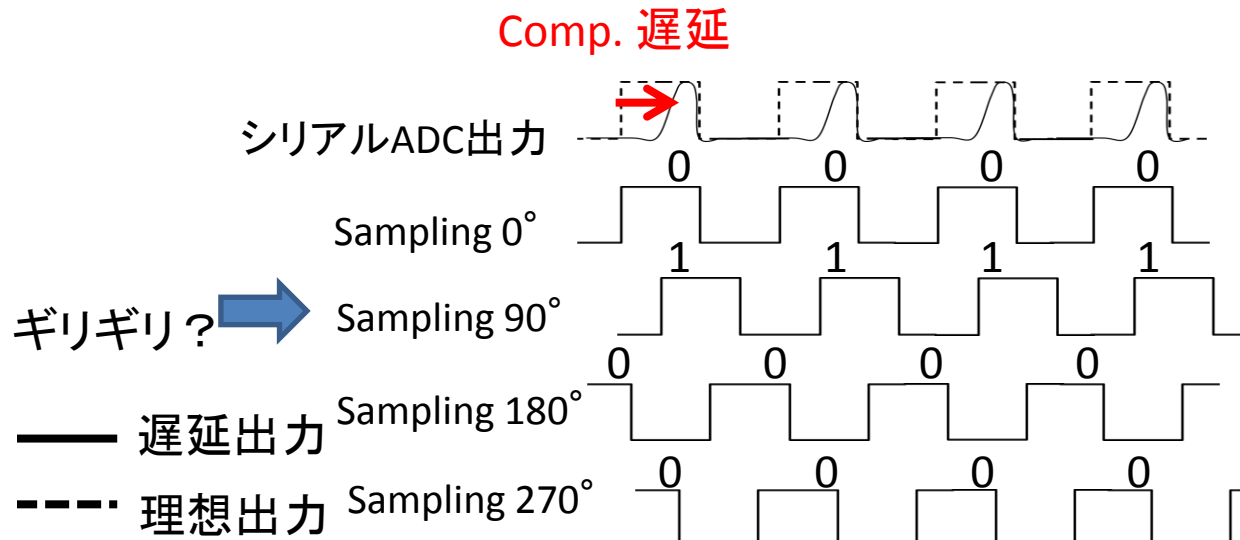 Comp. 遅延
シリアルADC出力
0 0 0 0
Sampling 0°
1 1 1 1
ギリギリ？
Sampling 90°
0 0 0 0
Sampling 180°
遅延出力
0 0 0 0
Sampling 270°
理想出力